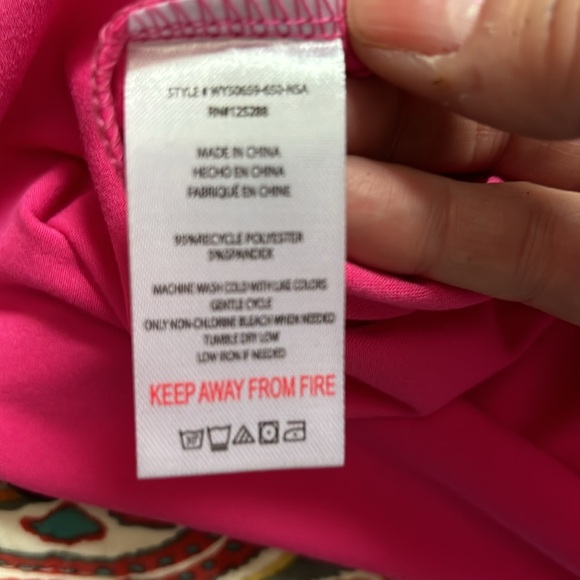 STYLE # WYS0659-650-NSA
RN#125288
MADE IN CHINA
HECHO EN CHINA
FABRIQUÉ EN CHINE
95%RECYCLE POLYESTER
5%SPANDEX
MACHINE WASH COLD WITH LIKE COLORS
GENTLE CYCLE
ONLY NON-CHLORINE BLEACH WHEN NEEDED
TUMBLE DRY LOW
LOW IRON IF NEEDED
KEEP AWAY FROM FIRE